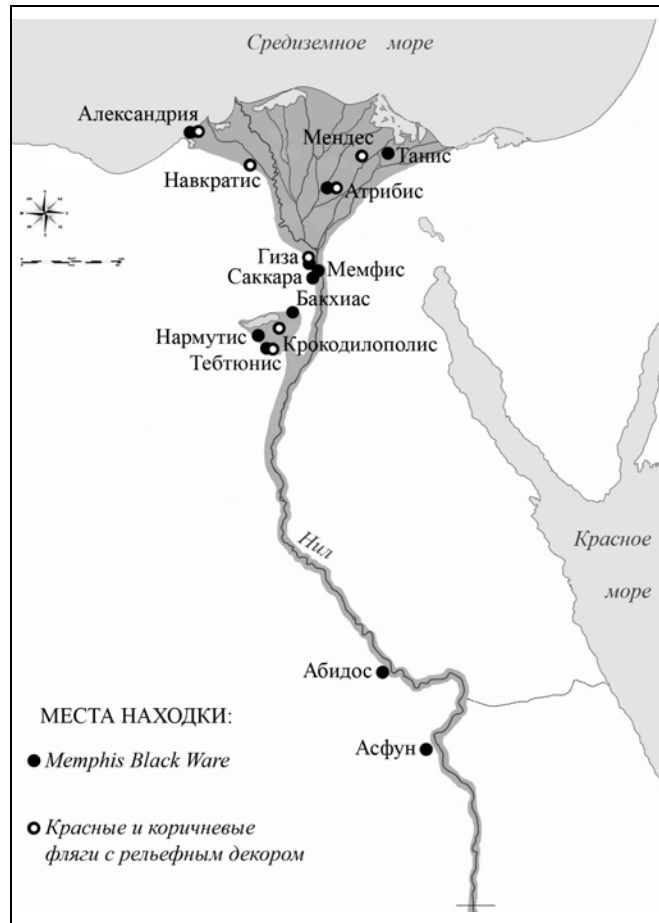 Средиземное море
Александрия
Мендес
Танис
Навкратис
Атрибис
Гиза
Мемфис
Саккара
Бакхиас
Нармутис
Крокодилополис
Тебтюнис
Нил
Красное
море
Абидос
МЕСТА НАХОДКИ:
Асфун
Memphis Black Ware
Красные и коричневые
фляги с рельефным декором